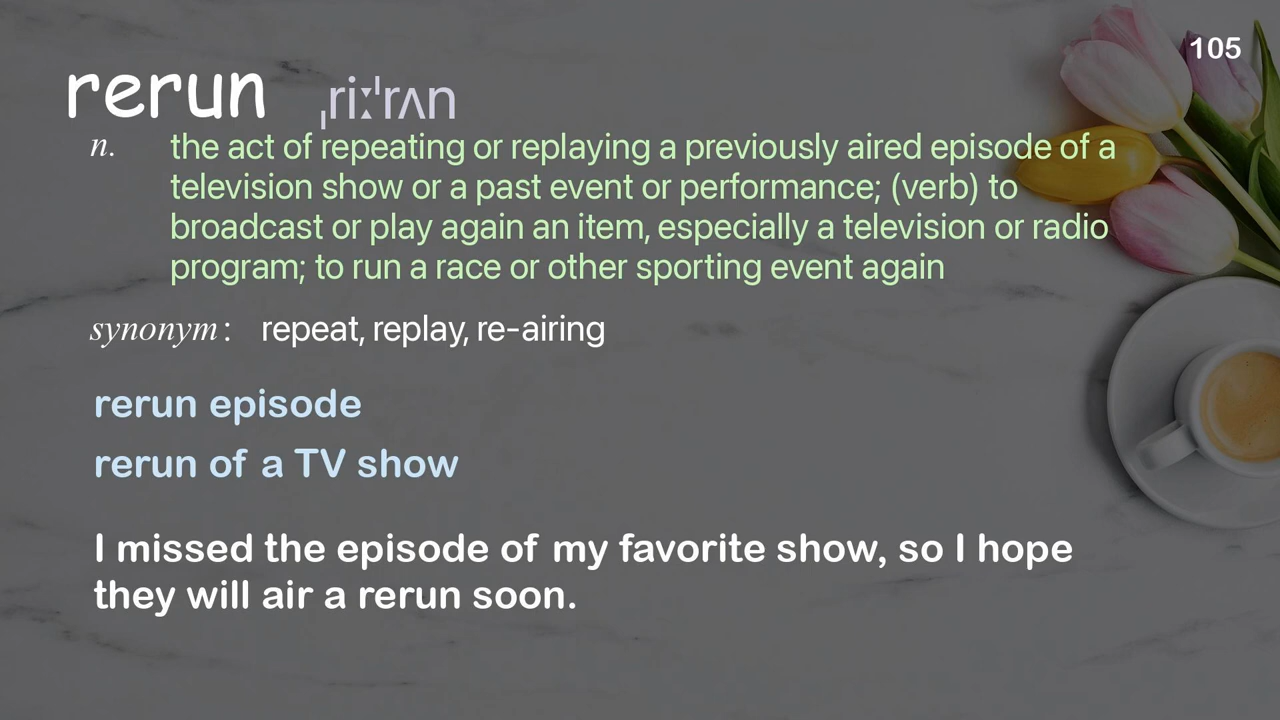 105
rerun ˌriːˈrʌn
n. the act of repeating or replaying a previously aired episode of a
television show or a past event or performance; (verb) to
broadcast or play again an item, especially a television or radio
program; to run a race or other sporting event again
synonym: repeat, replay, re-airing
rerun episode
rerun of a TV show
I missed the episode of my favorite show, so I hope
they will air a rerun soon.